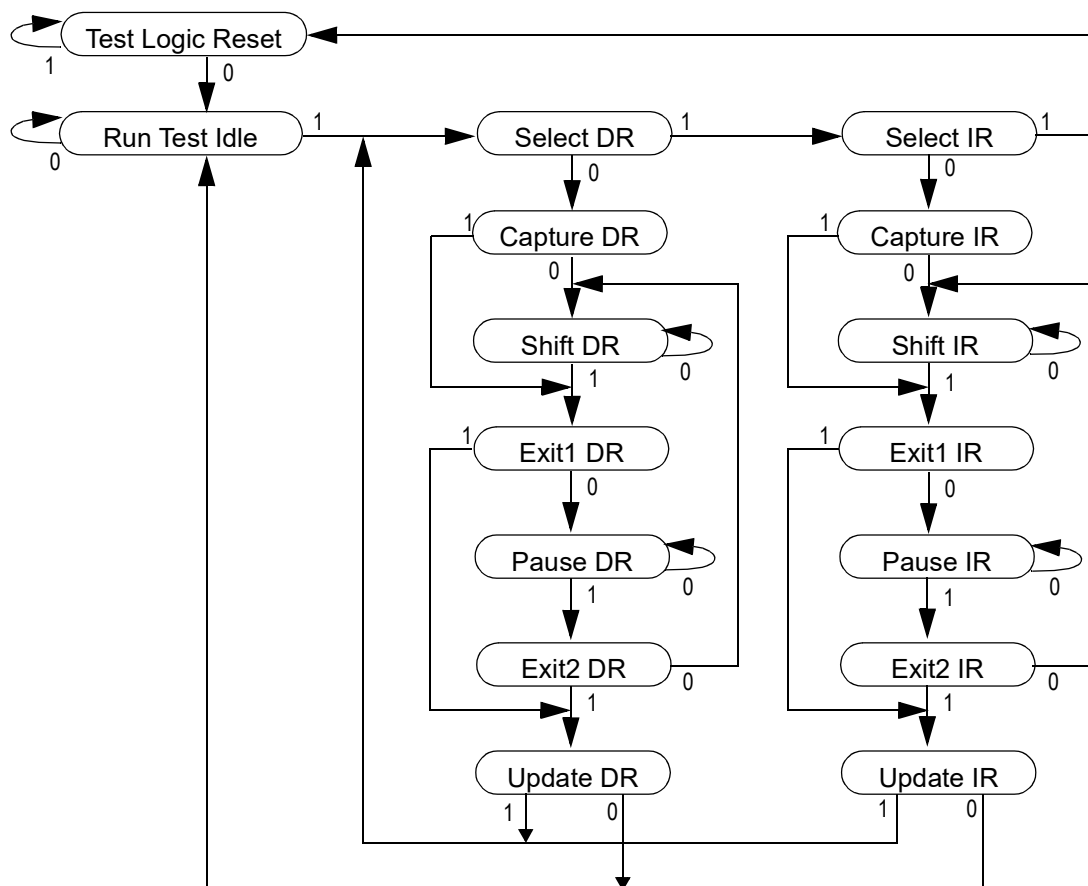 Test Logic Reset
1
0
Run Test Idle
1
Select DR
1
Select IR
1
0
0
0
1
Capture DR
1
Capture IR
0
0
Shift DR
Shift IR
0
0
1
1
1
Exit1 DR
1
Exit1 IR
0
0
Pause DR
Pause IR
0
0
1
1
Exit2 DR
Exit2 IR
0
0
1
1
Update DR
Update IR
1
0
1
0